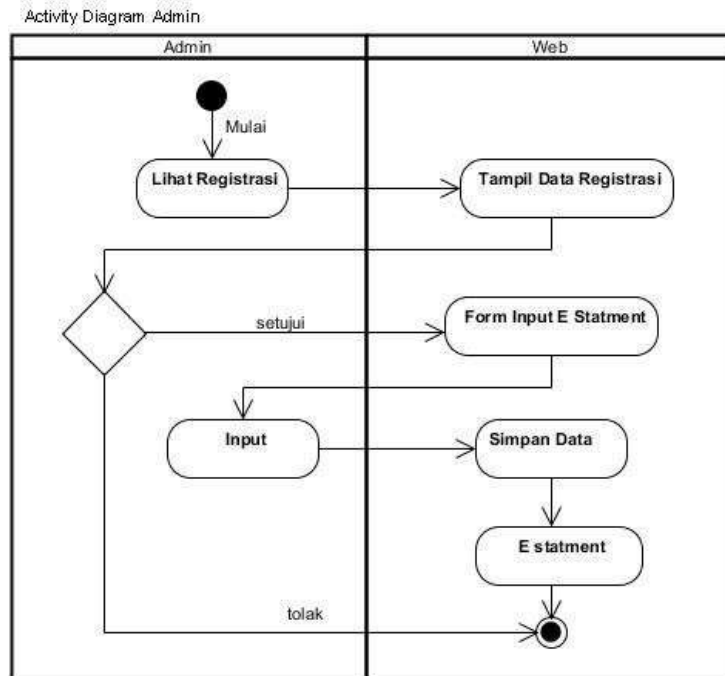 Activity Diagram Admin
Admin
Web
Mulai
Lihat Registrasi
Tampil Data Registrasi
setujui
Form Input E Statment
Input
Simpan Data
E statment
tolak